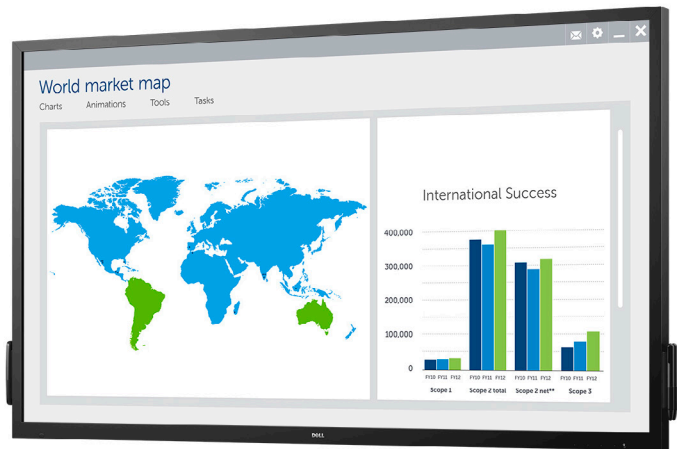 World market map
Charts Animations Tools Tasks
International Success
400,000
300,000
200,000
100,000
0
FY10 FY11 FY12 FY10 FY11 FY12 FY10 FY11 FY12 FY10 FY11 FY12
Scope 1 Scope 2 total Scope 2 net** Scope 3
DELL